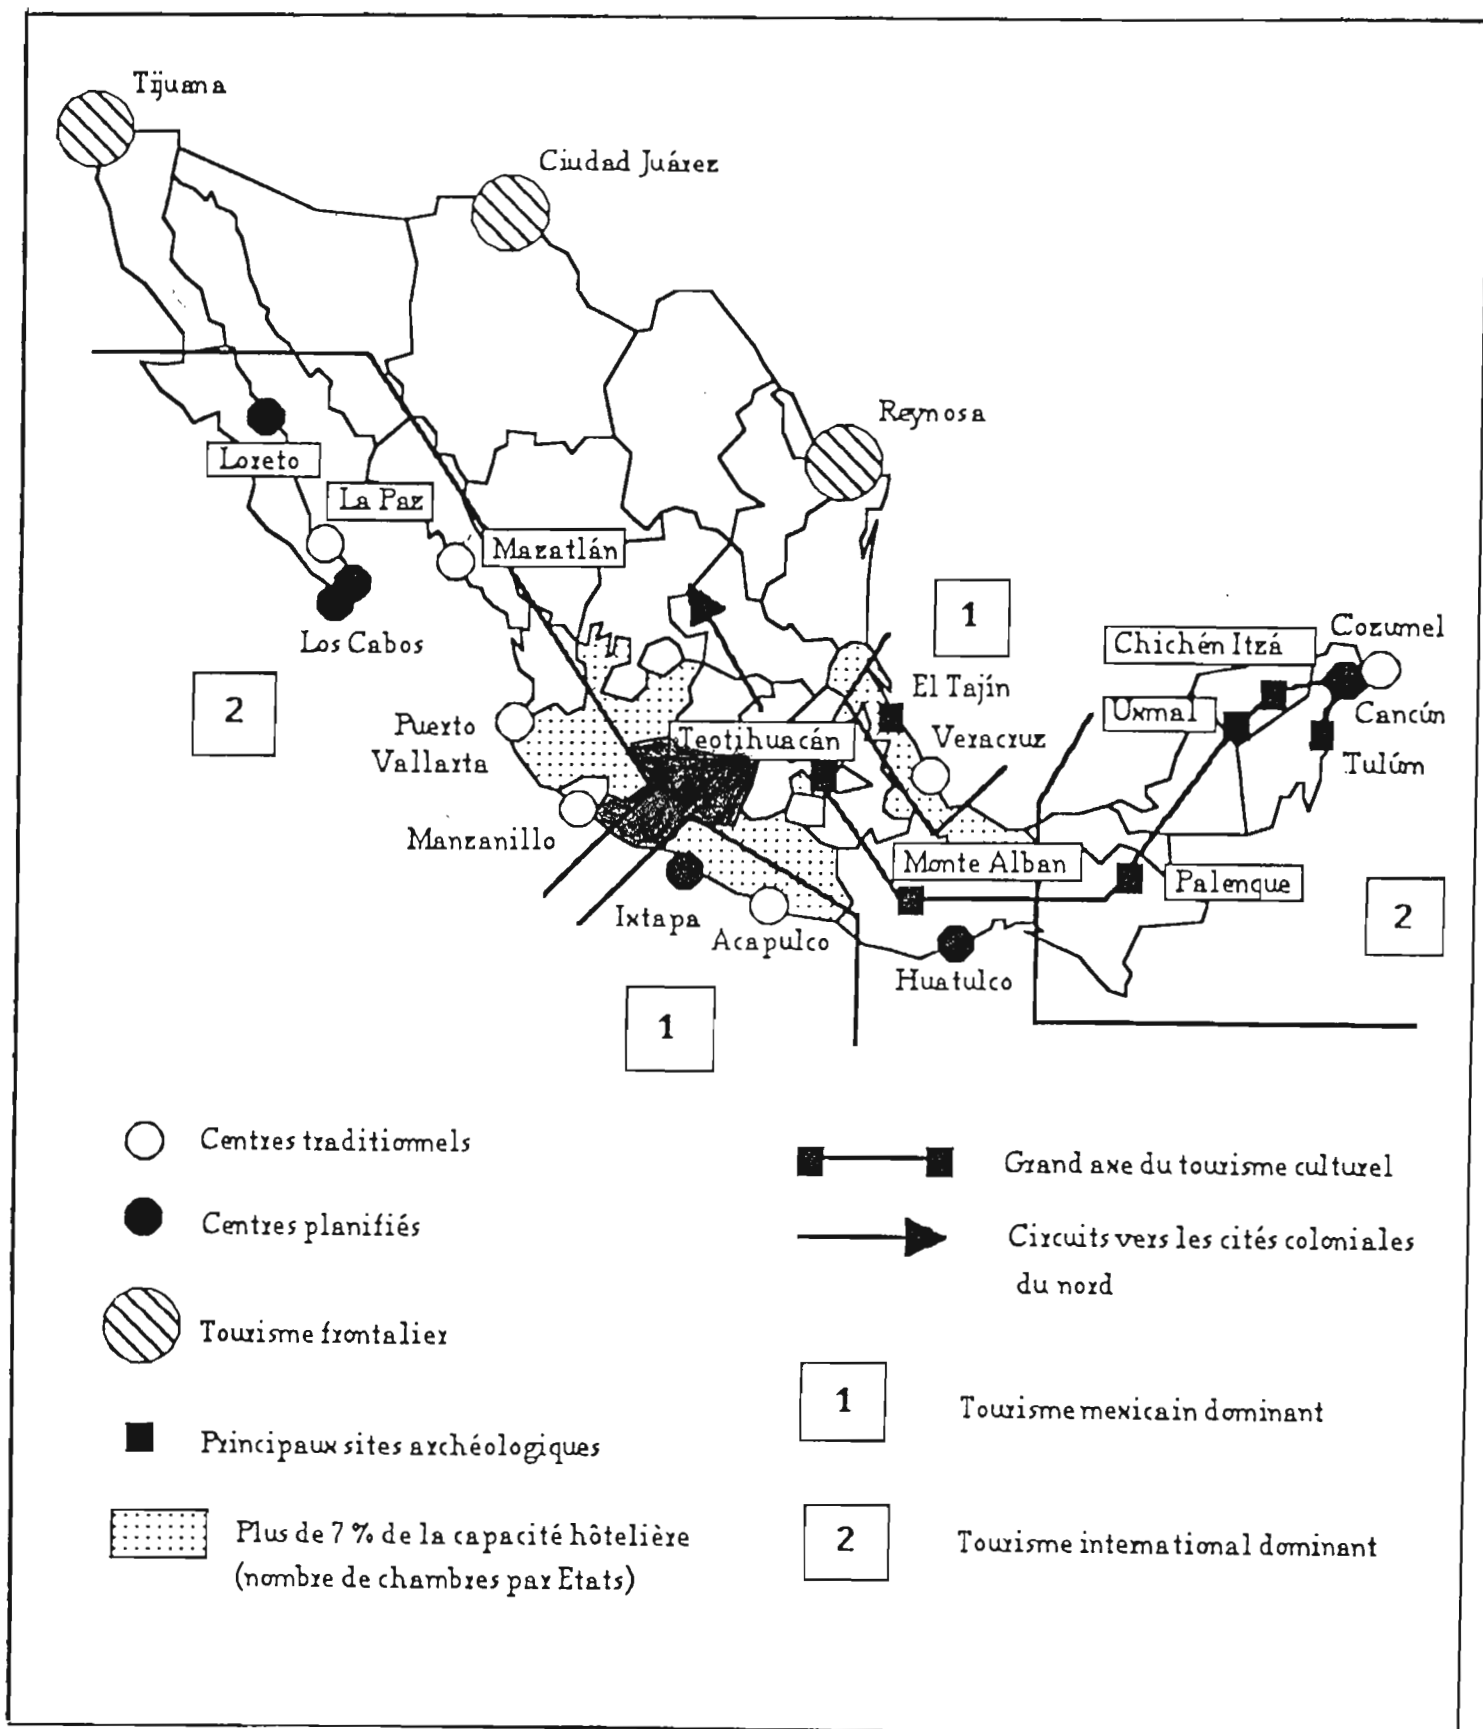 Tijuana
Ciudad Juárez
Reynosa
Loreto
La Paz
Mazatlán
Los Cabos
1
Cozumel
Chichén Itzá
2
El Tajín
Uxmal
Cancún
Puerto
Vallarta
Teotihuacán
Veracruz
Tulúm
Manzanillo
Monte Alban
Palenque
Ixtapa
Acapulco
2
Huatulco
1
Centres traditionnels
Centres planifiés
Tourisme frontalier
Principaux sites archéologiques
Plus de 7 % de la capacité hôtelière
(nombre de chambres par Etats)
Grand axe du tourisme culturel
Circuits vers les cités coloniales
du nord
1
Tourisme mexicain dominant
2
Tourisme international dominant